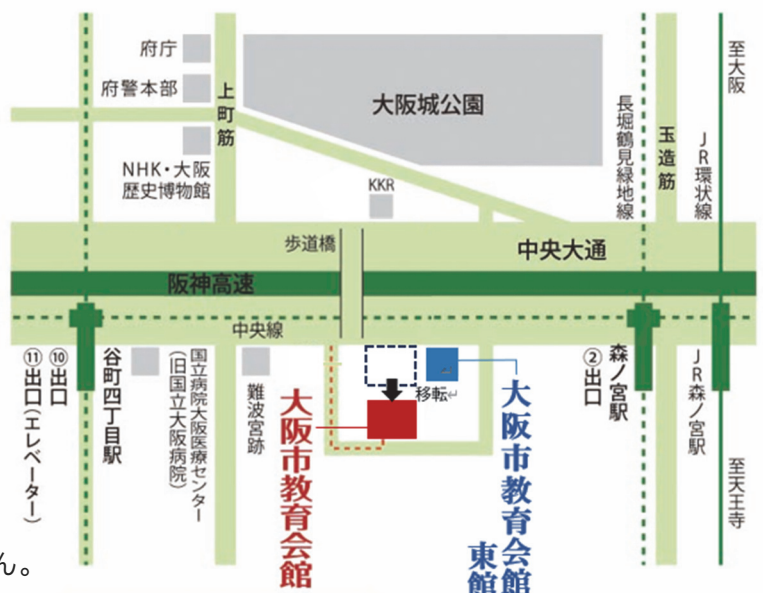 府庁
府警本部
上町筋
NHK・大阪
歴史博物館
大阪城公園
KKR
長堀鶴見緑地線
玉造筋
JR環状線
至大阪
歩道橋
中央大通
阪神高速
中央線
⑪出口(エレベーター)
⑩出口
谷町四丁目駅
国立病院大阪医療センター
(旧国立大阪病院)
難波宮跡
移転
大阪市教育会館
大阪市教育会館
東館
②出口
森ノ宮駅
JR森ノ宮駅
至天王寺
ん。